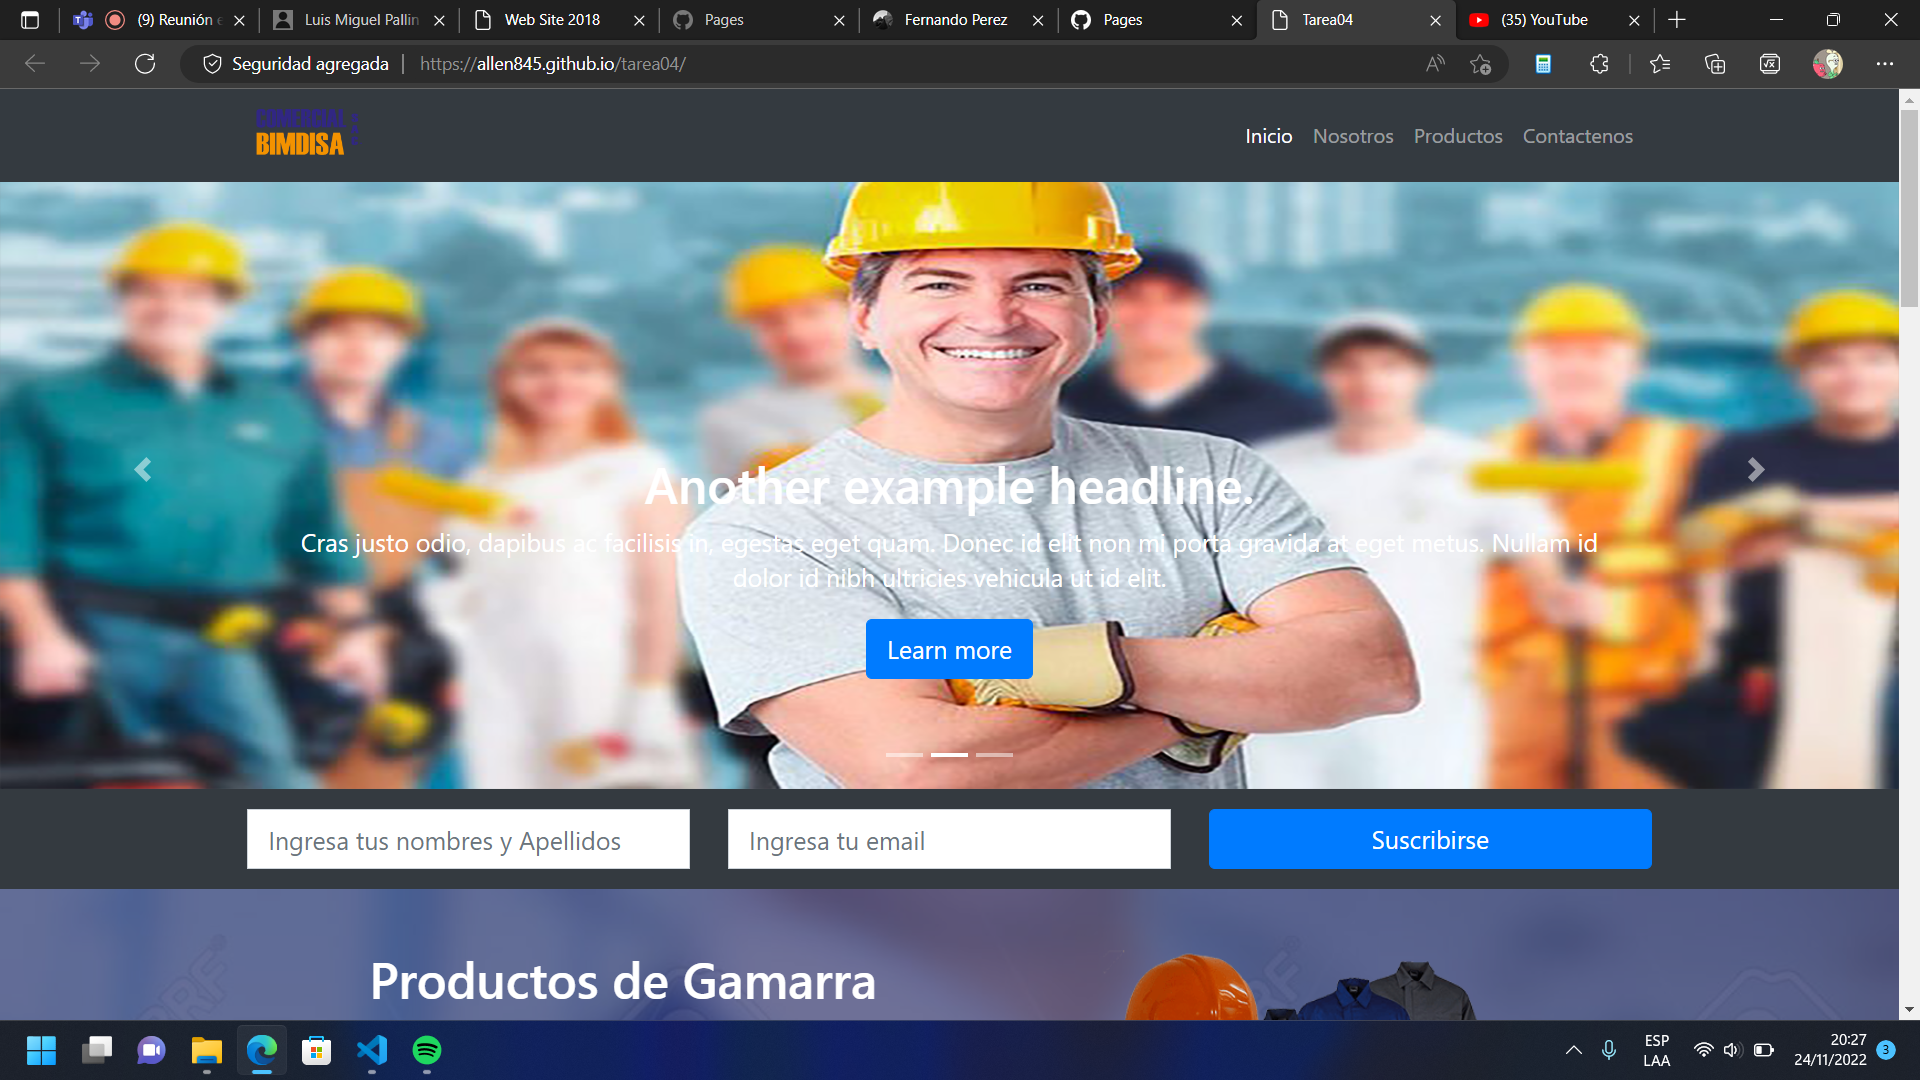 (9) Reunión e
Luis Miguel Pallin
Web Site 2018
Pages
Fernando Perez
Pages
Tarea04
(35) YouTube
Seguridad agregada | https://allen845.github.io/tarea04/
COMERCIAL
BIMDISA
Inicio Nosotros Productos Contactenos
Another example headline.
Cras justo odio, dapibus ac facilisis in, egestas eget quam. Donec id elit non mi porta gravida at eget metus. Nullam id
dolor id nibh ultricies vehicula ut id elit.
Learn more
Ingresa tus nombres y Apellidos
Ingresa tu email
Suscribirse
Productos de Gamarra
ESP
LAA
20:27
24/11/2022
3